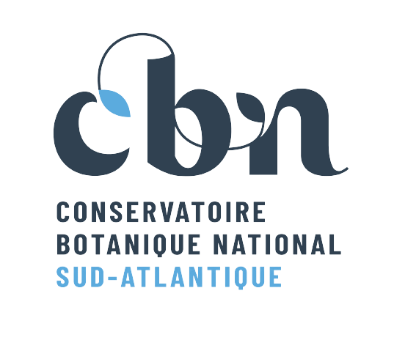 cbn
CONSERVATOIRE
BOTANIQUE NATIONAL
SUD-ATLANTIQUE